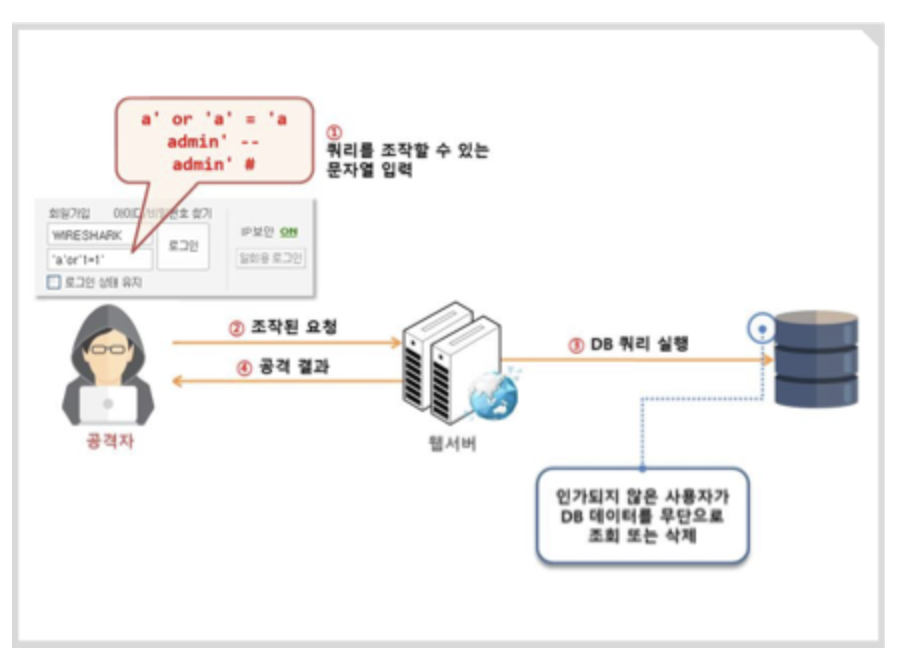 a' or 'a' = 'a
admin' --
admin' #
①
쿼리를 조작할 수 있는
문자열 입력
회원가입 아이디/비밀번호 찾기
WIRESHARK
로그인
IP보안 ON
'a'or'1=1'
일회용 로그인
로그인 상태 유지
② 조작된 요청
③ DB 쿼리 실행
④ 공격 결과
공격자
웹서버
인가되지 않은 사용자가
DB 데이터를 무단으로
조회 또는 삭제